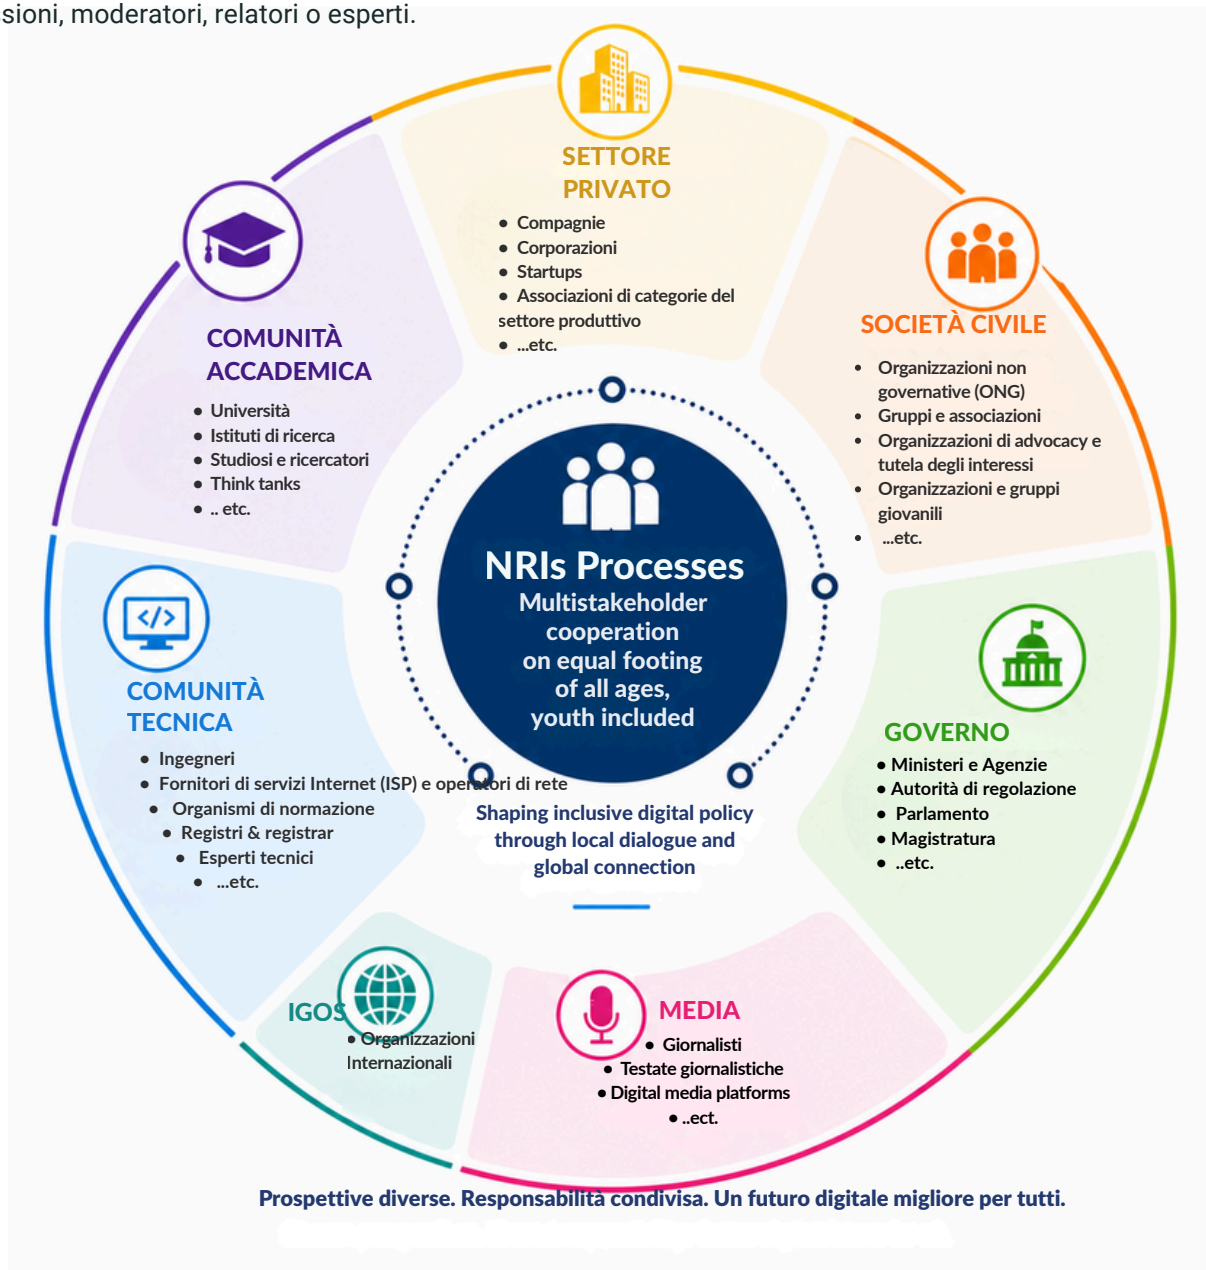 sioni, moderatori, relatori o esperti.
SETTORE
PRIVATO
● Compagnie
● Corporazioni
● Startups
● Associazioni di categorie del
settore produttivo
● ...etc.
SOCIETÀ CIVILE
• Organizzazioni non
governative (ONG)
• Gruppi e associazioni
• Organizzazioni di advocacy e
tutela degli interessi
• Organizzazioni e gruppi
giovanili
• ...etc.
COMUNITÀ
ACCADEMICA
● Università
● Istituti di ricerca
● Studiosi e ricercatori
● Think tanks
● .. etc.
NRIs Processes
Multistakeholder
cooperation
on equal footing
of all ages,
youth included
Shaping inclusive digital policy
through local dialogue and
global connection
</>
COMUNITÀ
TECNICA
● Ingegneri
● Fornitori di servizi Internet (ISP) e operatori di rete
● Organismi di normazione
● Registri & registrar
● Esperti tecnici
● ...etc.
GOVERNO
● Ministeri e Agenzie
● Autorità di regolazione
● Parlamento
● Magistratura
● ..etc.
IGOS
● Organizzazioni
Internazionali
MEDIA
● Giornalisti
● Testate giornalistiche
● Digital media platforms
● ..ect.
Prospettive diverse. Responsabilità condivisa. Un futuro digitale migliore per tutti.